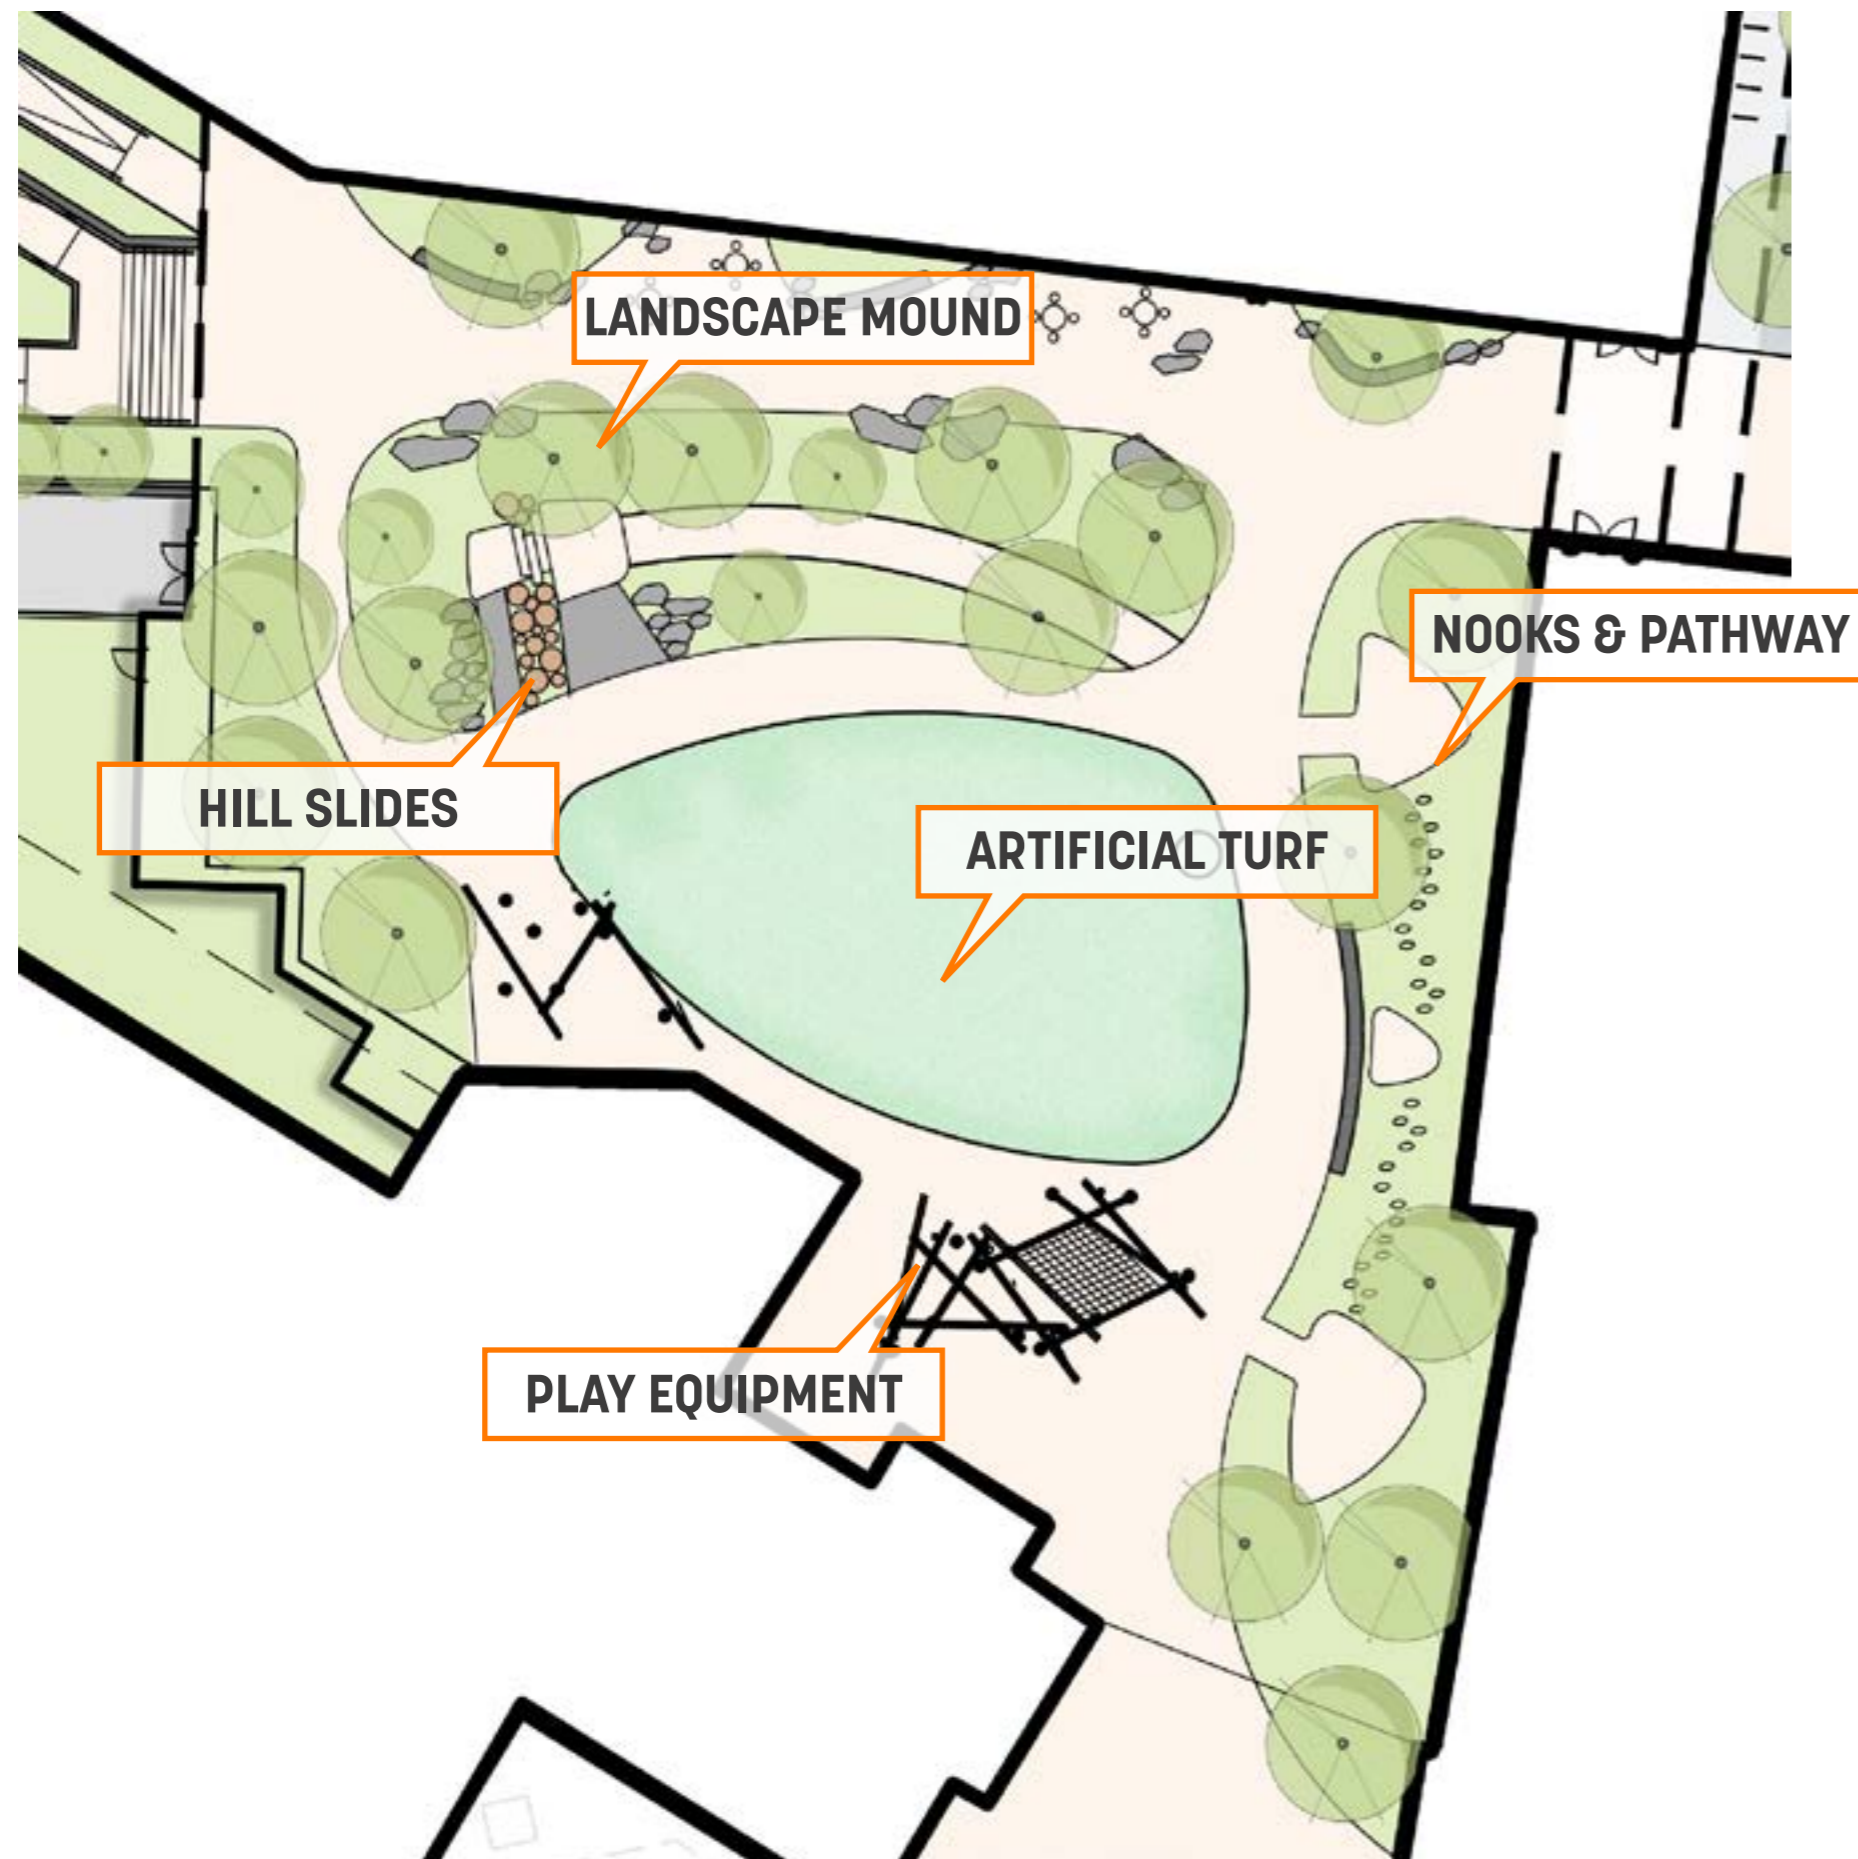 LANDSCAPE MOUND
NOOKS & PATHWAY
HILL SLIDES
ARTIFICIAL TURF
PLAY EQUIPMENT